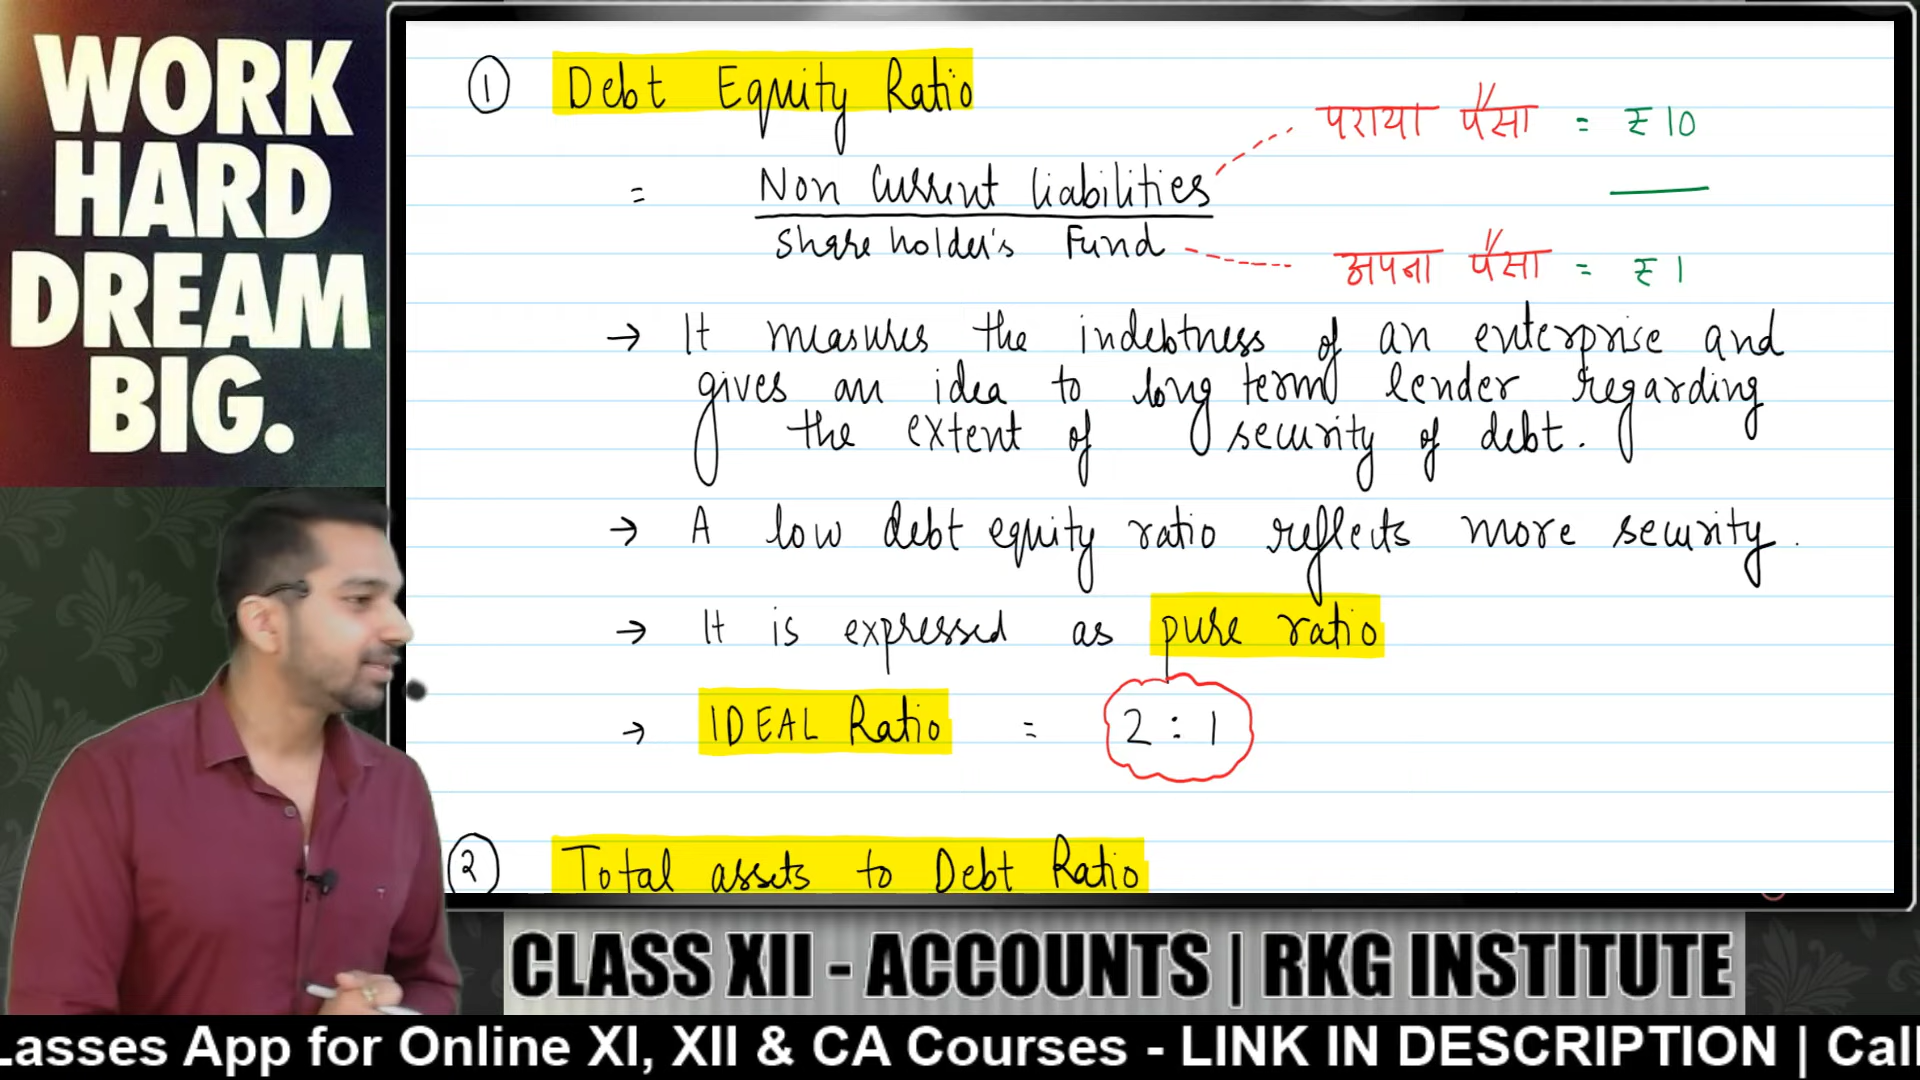 WORK
HARD
DREAM
BIG.
① Debt Equity Ratio
पराया पैसा = ₹10
= Non Current liabilities
Shareholder's Fund
अपना पैसा = ₹1
→ It measures the indebtness of an enterprise and
gives an idea to long term lender regarding
the extent of security of debt.
→ A low debt equity ratio reflects more security.
→ It is expressed as pure ratio
→ IDEAL Ratio = 2 : 1
② Total assets to Debt Ratio
CLASS XII - ACCOUNTS | RKG INSTITUTE
Lasses App for Online XI, XII & CA Courses - LINK IN DESCRIPTION | Call